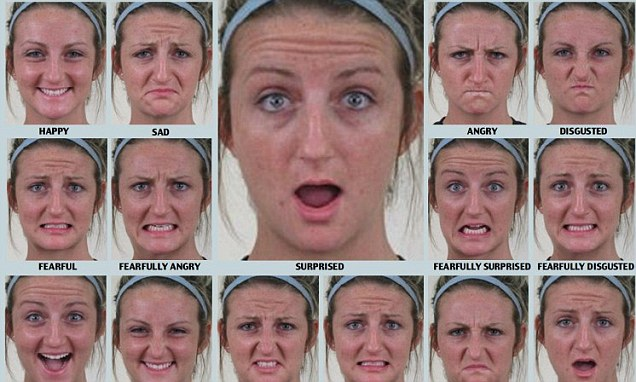 HAPPY
SAD
ANGRY
DISGUSTED
FEARFUL
FEARFULLY ANGRY
SURPRISED
FEARFULLY SURPRISED
FEARFULLY DISGUSTED